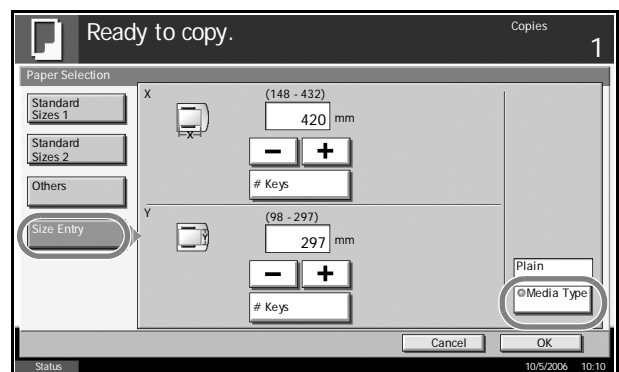 Ready to copy.
Copies
1
Paper Selection
Standard
Sizes 1
Standard
Sizes 2
Others
Size Entry
X
(148 - 432)
X
420 mm
− +
# Keys
Y
(98 - 297)
Y
297 mm
− +
# Keys
Plain
Media Type
Cancel
OK
Status
10/5/2006 10:10